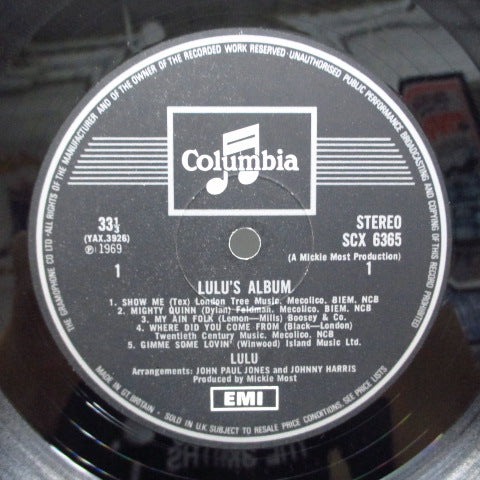 THE GRAMOPHONE CO LTD · ALL RIGHTS OF THE MANUFACTURER AND OF THE OWNER OF THE RECORDED WORK RESERVED · UNAUTHORISED PUBLIC PERFORMANCE BROADCASTING AND COPYING OF THIS RECORD PROHIBITED
Columbia
33⅓
STEREO
(YAX.3926)
SCX 6365
℗ 1969
(A Mickie Most Production)
1
1
LULU'S ALBUM
1. SHOW ME (Tex) London Tree Music, Mecolico, BIEM, NCB
2. MIGHTY QUINN (Dylan) Feldman, Mecolico, BIEM, NCB
3. MY AIN FOLK (Lemon—Mills) Boosey & Co.
4. WHERE DID YOU COME FROM (Black—London)
Twentieth Century Music, Mecolico, NCB
5. GIMME SOME LOVIN' (Winwood) Island Music Ltd.
LULU
Arrangements: JOHN PAUL JONES and JOHNNY HARRIS
Produced by Mickie Most
EMI
MADE IN GT. BRITAIN · SOLD IN U.K. SUBJECT TO RESALE PRICE CONDITIONS, SEE PRICE LISTS